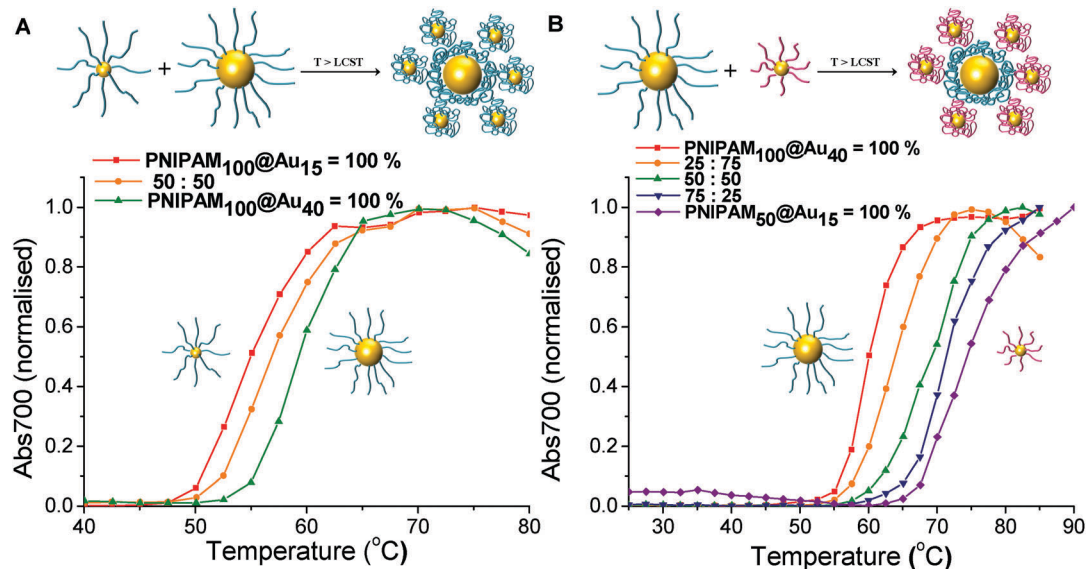 A
+
T > LCST
PNIPAM100@Au15 = 100 %
50 : 50
PNIPAM100@Au40 = 100 %
1.0
0.8
0.6
0.4
0.2
0.0
40 50 60 70 80
Abs700 (normalised)
Temperature (°C)
B
+
T > LCST
PNIPAM100@Au40 = 100 %
25 : 75
50 : 50
75 : 25
PNIPAM50@Au15 = 100%
1.0
0.8
0.6
0.4
0.2
0.0
30 40 50 60 70 80 90
Abs700 (normalised)
Temperature (°C)